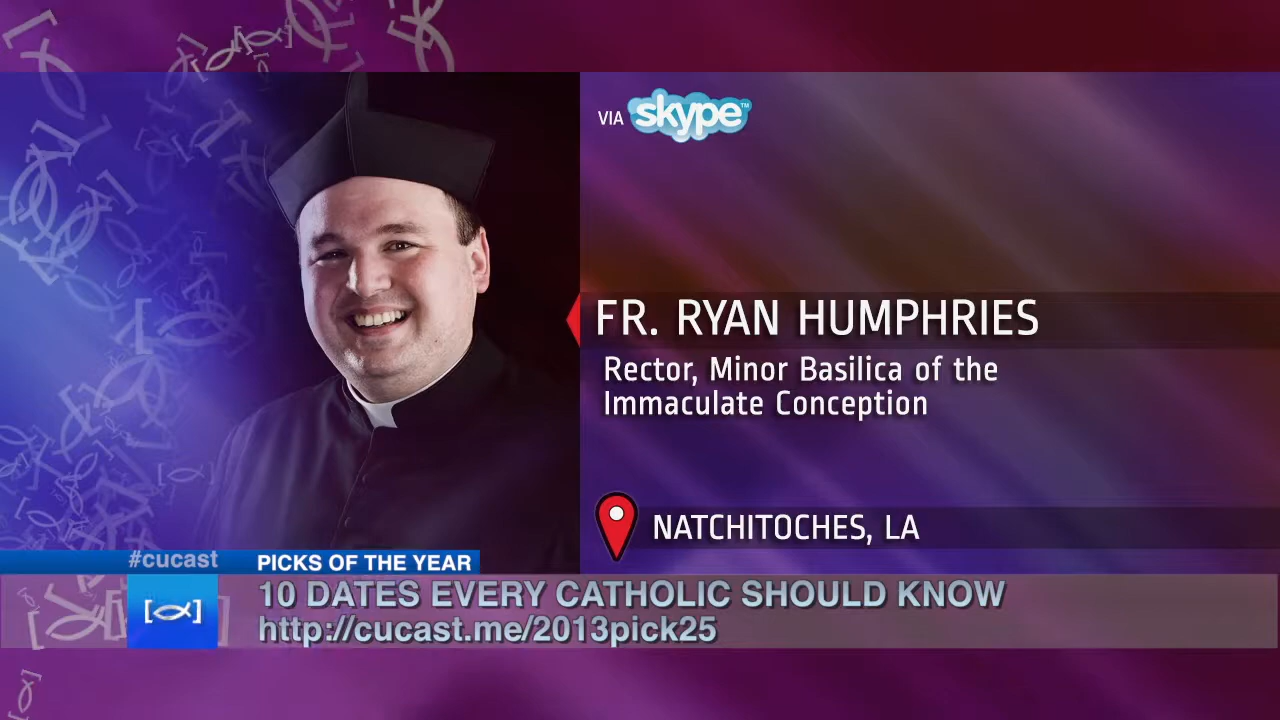 VIA skype™
FR. RYAN HUMPHRIES
Rector, Minor Basilica of the
Immaculate Conception
NATCHITOCHES, LA
#cucast PICKS OF THE YEAR
10 DATES EVERY CATHOLIC SHOULD KNOW
http://cucast.me/2013pick25